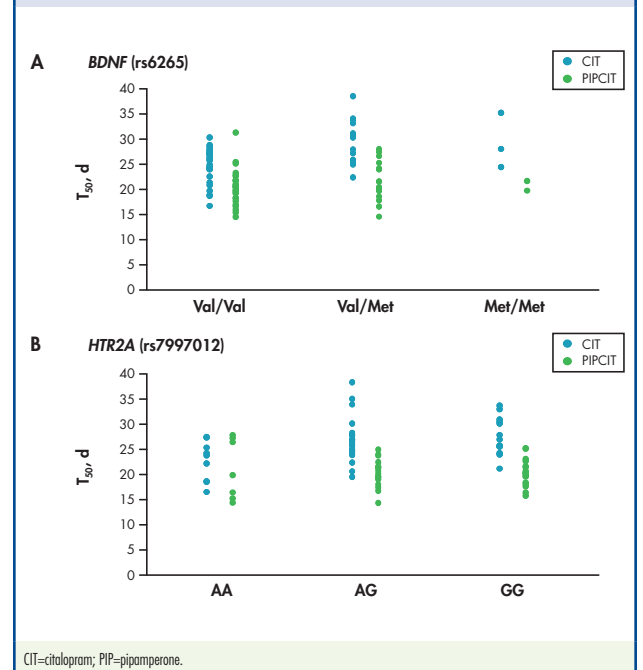 A BDNF (rs6265)
CIT
PIPCIT
40
35
30
25
20
15
10
5
0
T50, d
Val/Val Val/Met Met/Met
B HTR2A (rs7997012)
CIT
PIPCIT
40
35
30
25
20
15
10
5
0
T50, d
AA AG GG
CIT=citalopram; PIP=pipamperone.